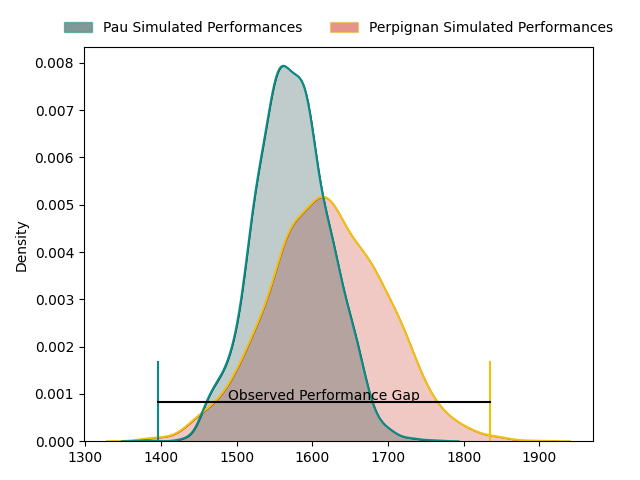 Pau Simulated Performances
Perpignan Simulated Performances
0.008
0.007
0.006
0.005
0.004
0.003
0.002
0.001
0.000
Density
Observed Performance Gap
1300 1400 1500 1600 1700 1800 1900